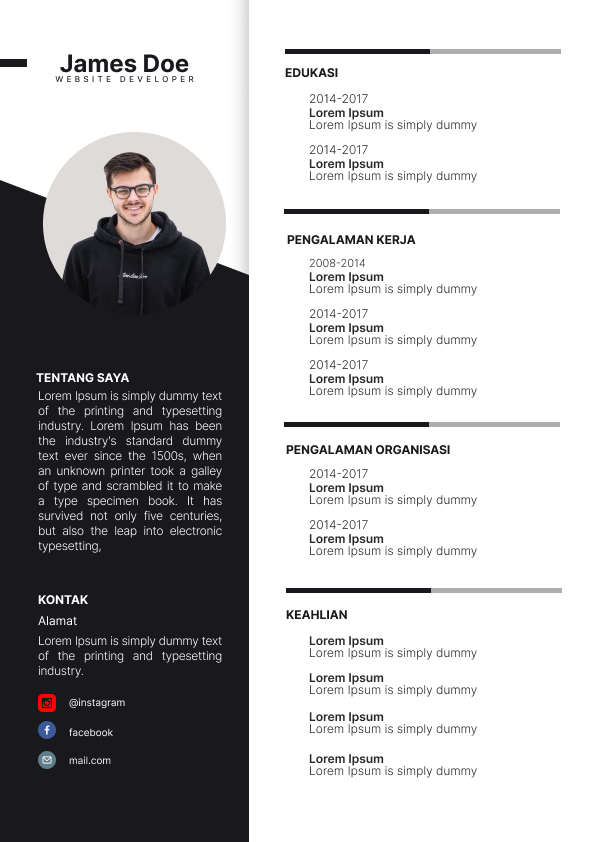 James Doe
WEBSITE DEVELOPER
TENTANG SAYA
Lorem Ipsum is simply dummy text
of the printing and typesetting
industry. Lorem Ipsum has been
the industry's standard dummy
text ever since the 1500s, when
an unknown printer took a galley
of type and scrambled it to make
a type specimen book. It has
survived not only five centuries,
but also the leap into electronic
typesetting,
KONTAK
Alamat
Lorem Ipsum is simply dummy text
of the printing and typesetting
industry.
@instagram
facebook
mail.com
EDUKASI
2014-2017
Lorem Ipsum
Lorem Ipsum is simply dummy
2014-2017
Lorem Ipsum
Lorem Ipsum is simply dummy
PENGALAMAN KERJA
2008-2014
Lorem Ipsum
Lorem Ipsum is simply dummy
2014-2017
Lorem Ipsum
Lorem Ipsum is simply dummy
2014-2017
Lorem Ipsum
Lorem Ipsum is simply dummy
PENGALAMAN ORGANISASI
2014-2017
Lorem Ipsum
Lorem Ipsum is simply dummy
2014-2017
Lorem Ipsum
Lorem Ipsum is simply dummy
KEAHLIAN
Lorem Ipsum
Lorem Ipsum is simply dummy
Lorem Ipsum
Lorem Ipsum is simply dummy
Lorem Ipsum
Lorem Ipsum is simply dummy
Lorem Ipsum
Lorem Ipsum is simply dummy